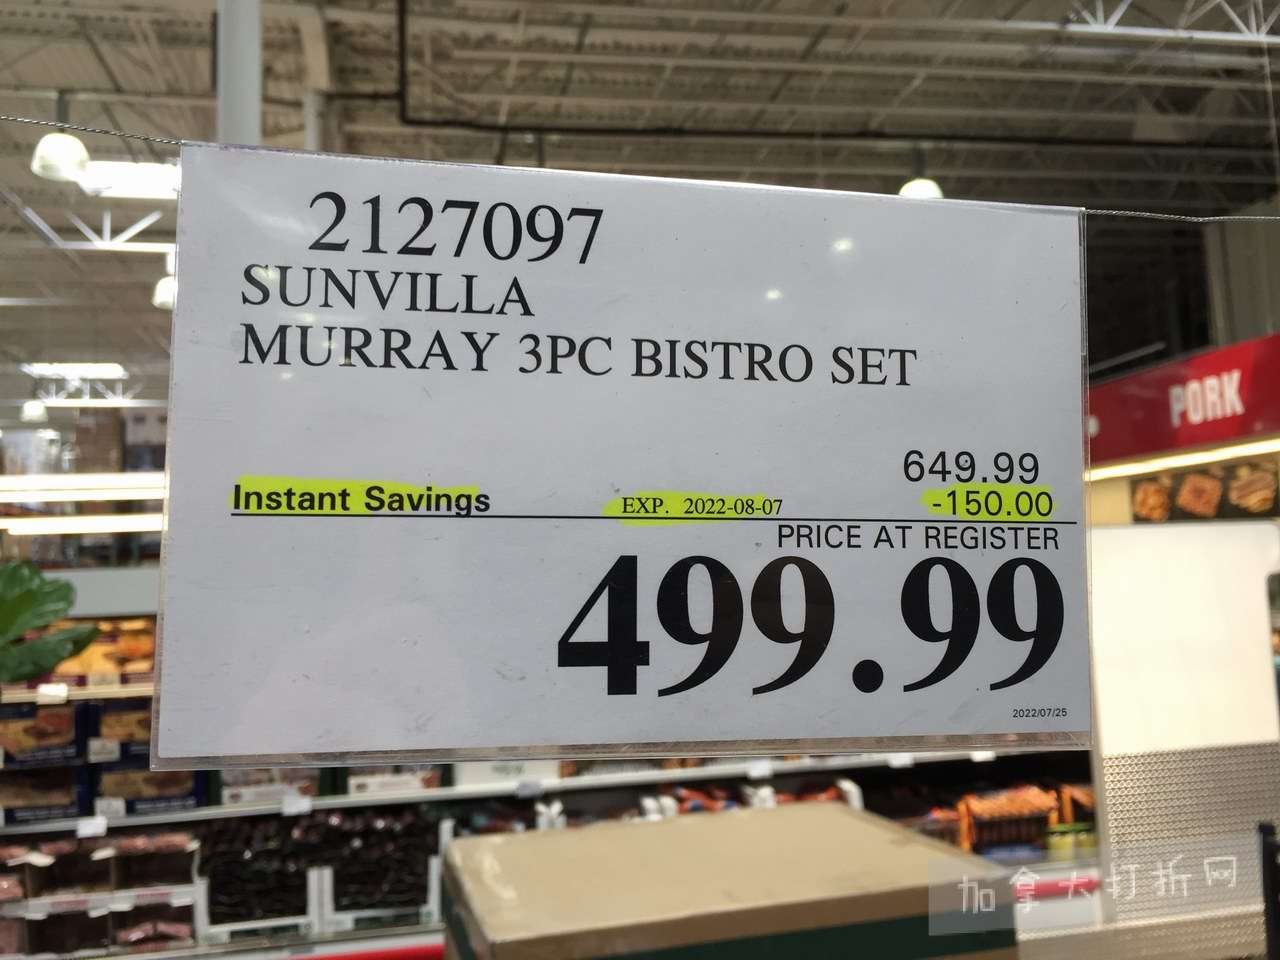 2127097
SUNVILLA
MURRAY 3PC BISTRO SET
649.99
Instant Savings EXP. 2022-08-07 -150.00
PRICE AT REGISTER
499.99
2022/07/25
PORK
加拿大打折网